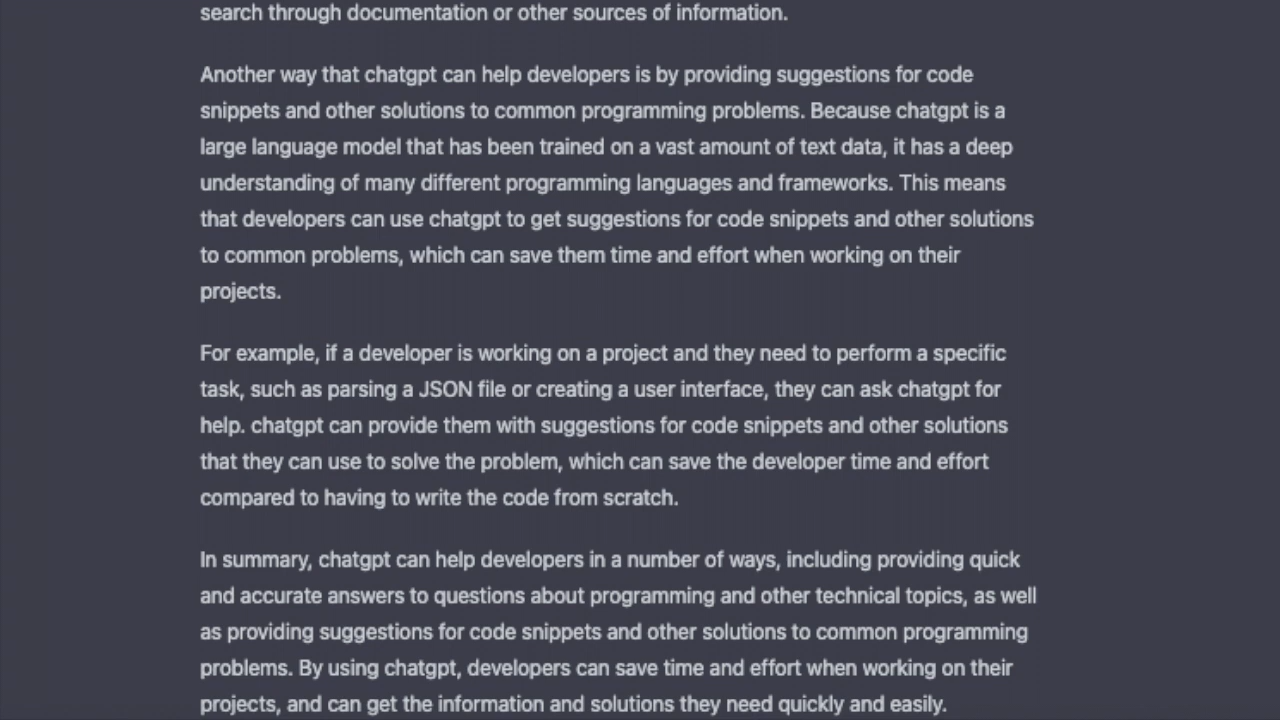 search through documentation or other sources of information.
Another way that chatgpt can help developers is by providing suggestions for code
snippets and other solutions to common programming problems. Because chatgpt is a
large language model that has been trained on a vast amount of text data, it has a deep
understanding of many different programming languages and frameworks. This means
that developers can use chatgpt to get suggestions for code snippets and other solutions
to common problems, which can save them time and effort when working on their
projects.
For example, if a developer is working on a project and they need to perform a specific
task, such as parsing a JSON file or creating a user interface, they can ask chatgpt for
help. chatgpt can provide them with suggestions for code snippets and other solutions
that they can use to solve the problem, which can save the developer time and effort
compared to having to write the code from scratch.
In summary, chatgpt can help developers in a number of ways, including providing quick
and accurate answers to questions about programming and other technical topics, as well
as providing suggestions for code snippets and other solutions to common programming
problems. By using chatgpt, developers can save time and effort when working on their
projects, and can get the information and solutions they need quickly and easily.